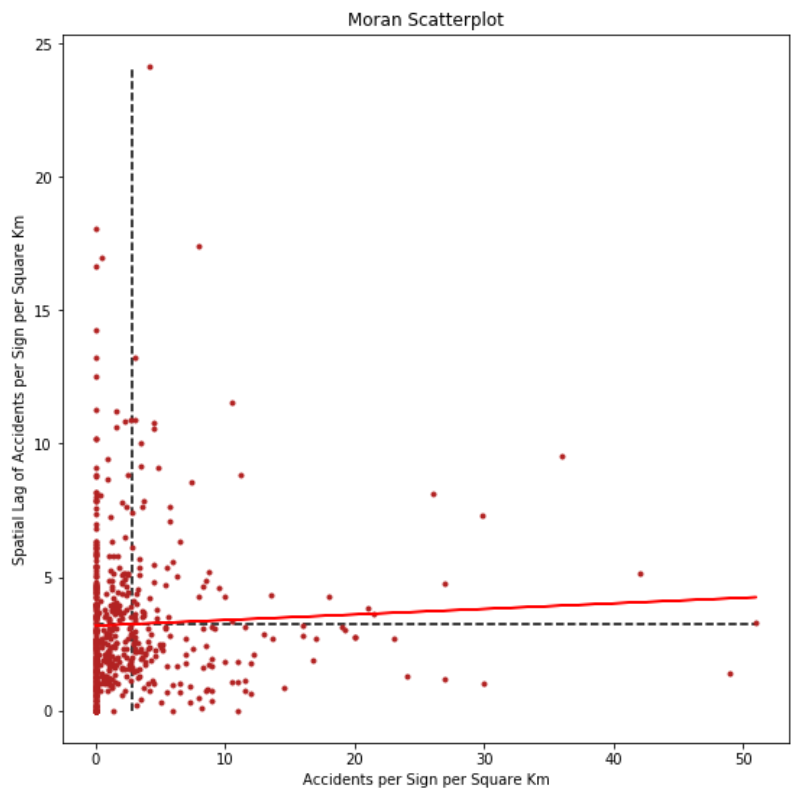 Moran Scatterplot
25
20
15
10
5
0
Spatial Lag of Accidents per Sign per Square Km
0 10 20 30 40 50
Accidents per Sign per Square Km